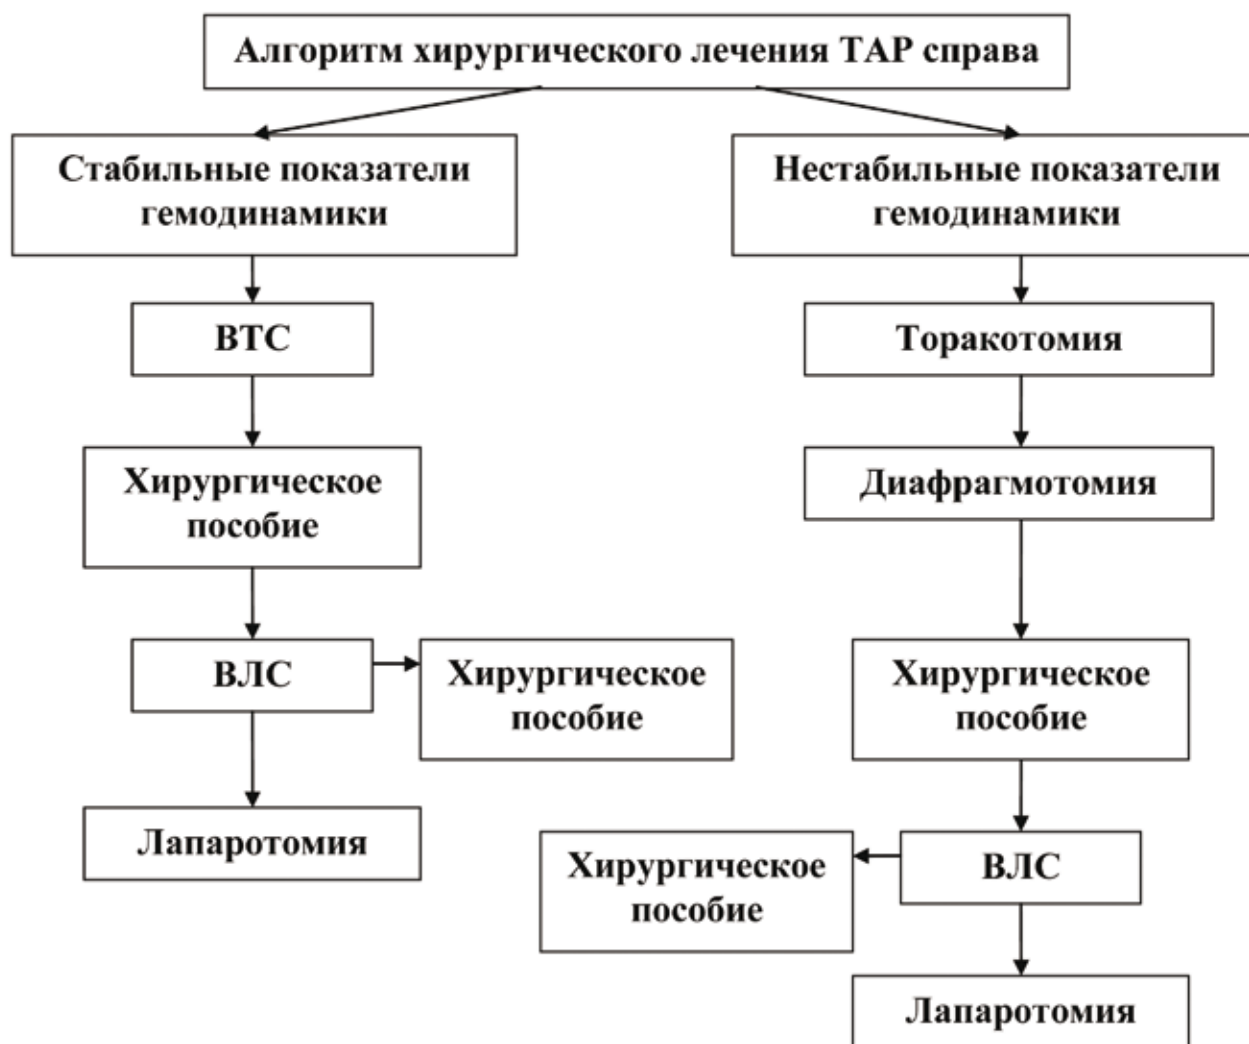 Алгоритм хирургического лечения ТАР справа
Стабильные показатели
гемодинамики
Нестабильные показатели
гемодинамики
ВТС
Торакотомия
Хирургическое
пособие
Диафрагмотомия
ВЛС
Хирургическое
пособие
Хирургическое
пособие
Лапаротомия
Хирургическое
пособие
ВЛС
Лапаротомия